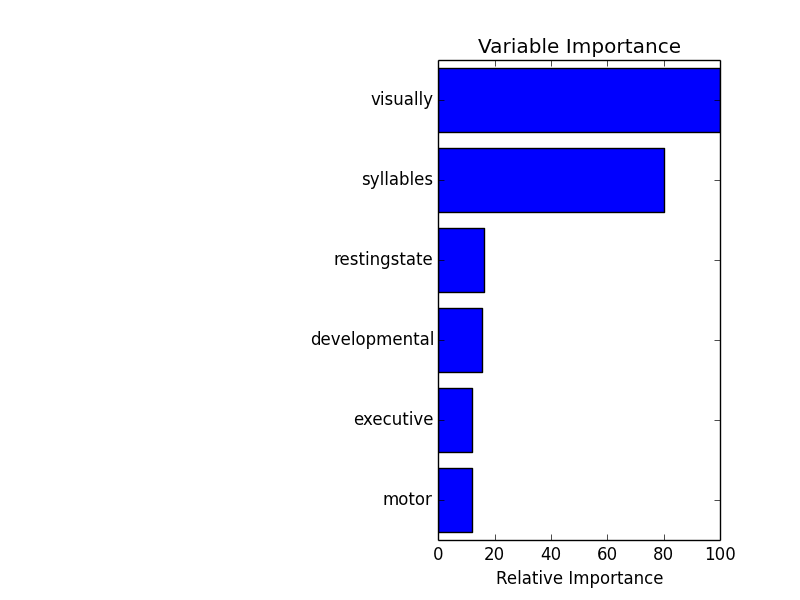 Variable Importance
visually
syllables
restingstate
developmental
executive
motor
0 20 40 60 80 100
Relative Importance